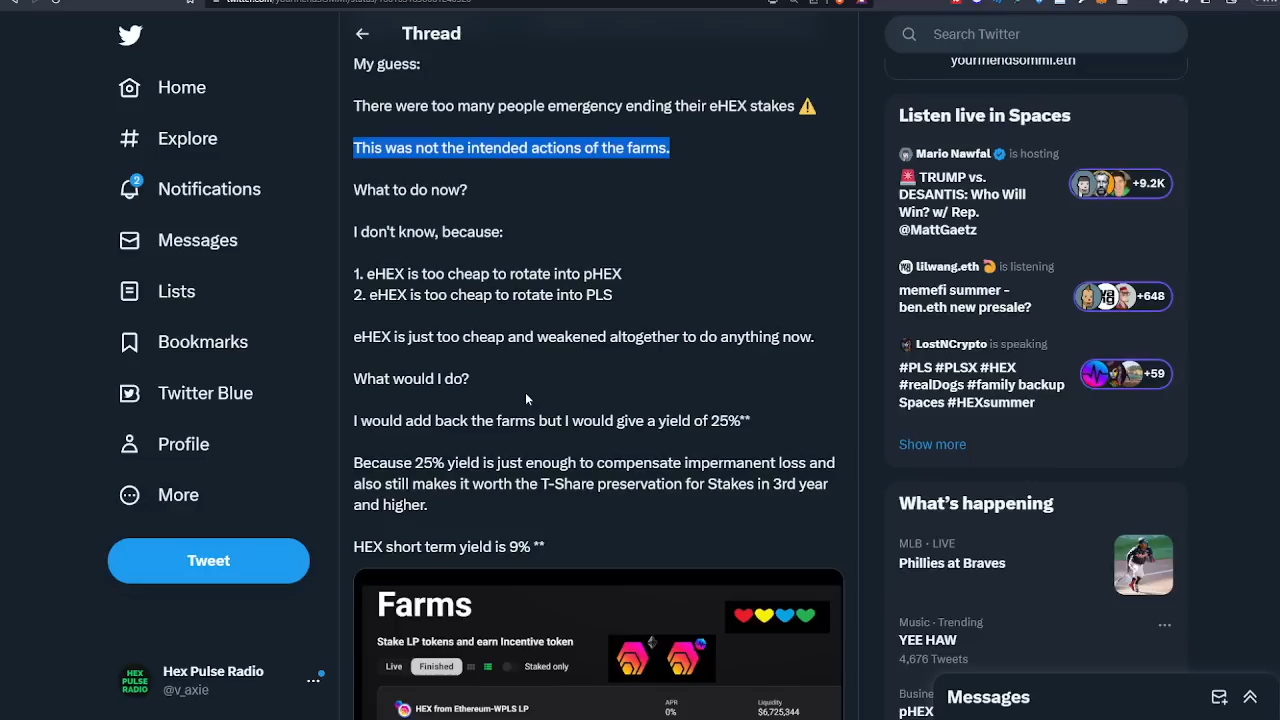 Thread
My guess:
There were too many people emergency ending their eHEX stakes ⚠️
This was not the intended actions of the farms.
What to do now?
I don't know, because:
1. eHEX is too cheap to rotate into pHEX
2. eHEX is too cheap to rotate into PLS
eHEX is just too cheap and weakened altogether to do anything now.
What would I do?
I would add back the farms but I would give a yield of 25%**
Because 25% yield is just enough to compensate impermanent loss and
also still makes it worth the T-Share preservation for Stakes in 3rd year
and higher.
HEX short term yield is 9% **
Farms
Stake LP tokens and earn Incentive token
Live Finished Staked only
HEX from Ethereum-WPLS LP
APR
0%
Liquidity
$6,725,344
Home
Explore
2
Notifications
Messages
Lists
Bookmarks
Twitter Blue
Profile
More
Tweet
HEX
PULSE
RADIO
Hex Pulse Radio
@v_axie
Search Twitter
yourfriendsommi.eth
Listen live in Spaces
Mario Nawfal is hosting
🚨 TRUMP vs.
DESANTIS: Who Will
Win? w/ Rep.
@MattGaetz
+9.2K
lilwang.eth is listening
memefi summer –
ben.eth new presale?
+648
LostNCrypto is speaking
#PLS #PLSX #HEX
#realDogs #family backup
Spaces #HEXsummer
+59
Show more
What's happening
MLB · LIVE
Phillies at Braves
Music · Trending
YEE HAW
4,676 Tweets
Busine
pHEX
Messages